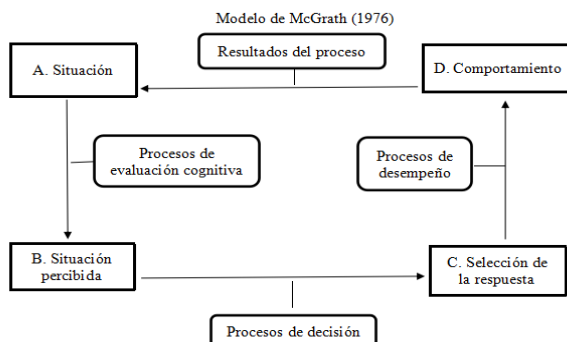 Modelo de McGrath (1976)
Resultados del proceso
A. Situación
D. Comportamiento
Procesos de
evaluación cognitiva
Procesos de
desempeño
B. Situación
percibida
C. Selección de
la respuesta
Procesos de decisión